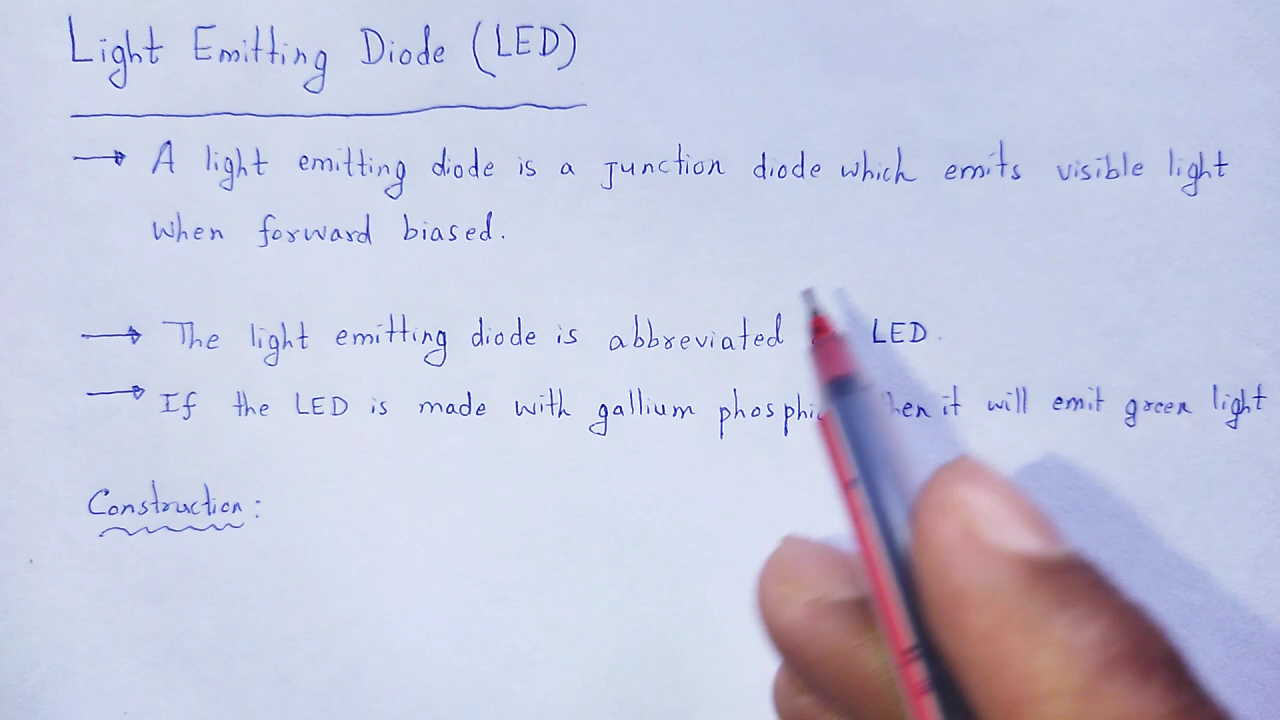 Light Emitting Diode (LED)
→ A light emitting diode is a junction diode which emits visible light
when forward biased.
→ The light emitting diode is abbreviated LED.
→ If the LED is made with gallium it will emit green light
Construction: